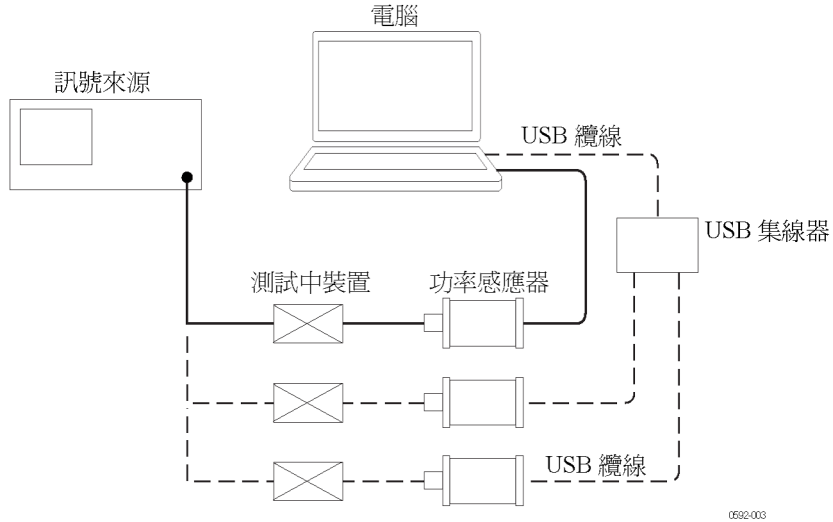 電腦
訊號來源
USB 纜線
USB 集線器
測試中裝置
功率感應器
USB 纜線
0592-003